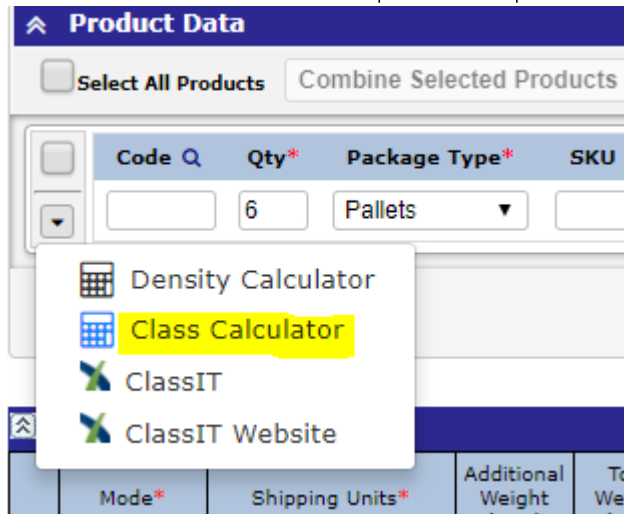 Product Data
Select All Products Combine Selected Products
Code Qty* Package Type* SKU
6 Pallets
Density Calculator
Class Calculator
ClassIT
ClassIT Website
Mode* Shipping Units* Additional
Weight